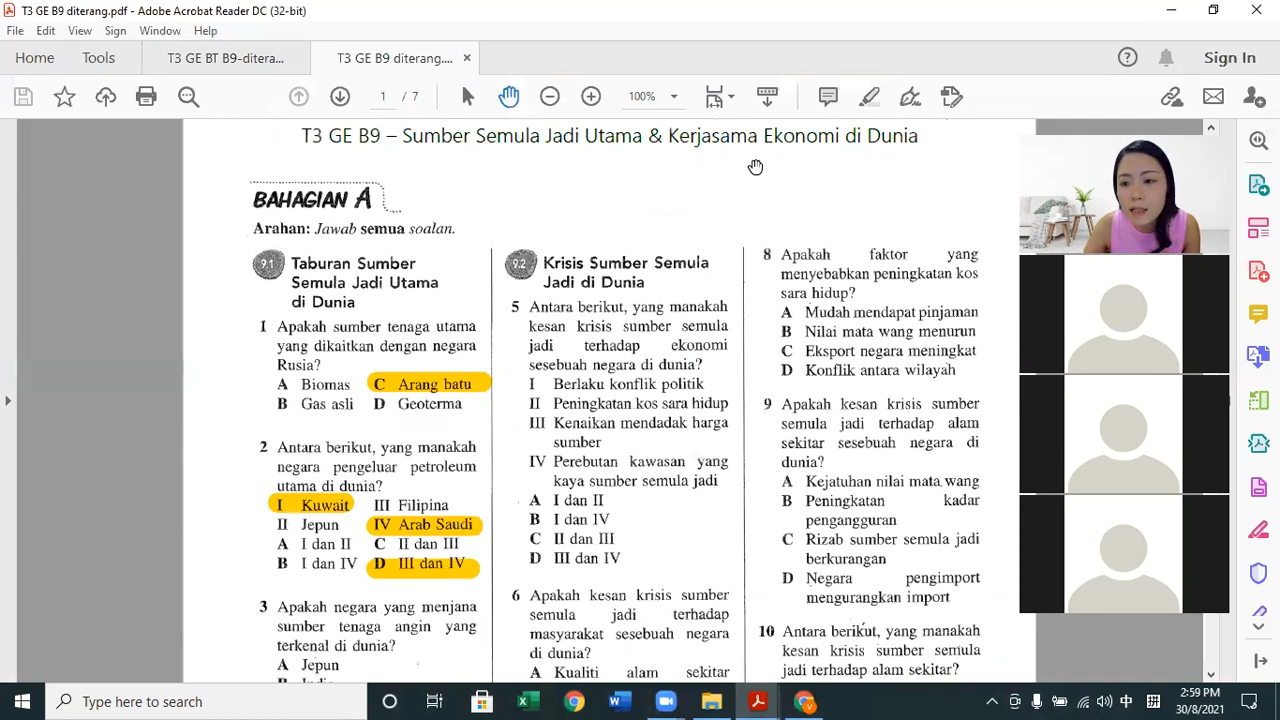 T3 GE B9 diterang.pdf - Adobe Acrobat Reader DC (32-bit)
File Edit View Sign Window Help
Home Tools T3 GE BT B9-ditera... T3 GE B9 diterang.... × Sign In
1 / 7 100%
T3 GE B9 – Sumber Semula Jadi Utama & Kerjasama Ekonomi di Dunia
BAHAGIAN A
Arahan: Jawab semua soalan.
9.1 Taburan Sumber
Semula Jadi Utama
di Dunia
1 Apakah sumber tenaga utama
yang dikaitkan dengan negara
Rusia?
A Biomas C Arang batu
B Gas asli D Geoterma
2 Antara berikut, yang manakah
negara pengeluar petroleum
utama di dunia?
I Kuwait III Filipina
II Jepun IV Arab Saudi
A I dan II C II dan III
B I dan IV D III dan IV
3 Apakah negara yang menjana
sumber tenaga angin yang
terkenal di dunia?
A Jepun
9.2 Krisis Sumber Semula
Jadi di Dunia
5 Antara berikut, yang manakah
kesan krisis sumber semula
jadi terhadap ekonomi
sesebuah negara di dunia?
I Berlaku konflik politik
II Peningkatan kos sara hidup
III Kenaikan mendadak harga
sumber
IV Perebutan kawasan yang
kaya sumber semula jadi
A I dan II
B I dan IV
C II dan III
D III dan IV
6 Apakah kesan krisis sumber
semula jadi terhadap
masyarakat sesebuah negara
di dunia?
A Kualiti alam sekitar
8 Apakah faktor yang
menyebabkan peningkatan kos
sara hidup?
A Mudah mendapat pinjaman
B Nilai mata wang menurun
C Eksport negara meningkat
D Konflik antara wilayah
9 Apakah kesan krisis sumber
semula jadi terhadap alam
sekitar sesebuah negara di
dunia?
A Kejatuhan nilai mata wang
B Peningkatan kadar
pengangguran
C Rizab sumber semula jadi
berkurangan
D Negara pengimport
mengurangkan import
10 Antara berikut, yang manakah
kesan krisis sumber semula
jadi terhadap alam sekitar?
Type here to search
中
拼
2:59 PM
30/8/2021